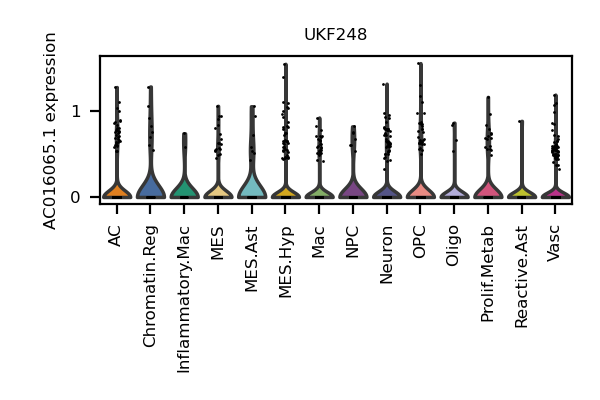 UKF248
AC016065.1 expression
1
0
AC
Chromatin.Reg
Inflammatory.Mac
MES
MES.Ast
MES.Hyp
Mac
NPC
Neuron
OPC
Oligo
Prolif.Metab
Reactive.Ast
Vasc